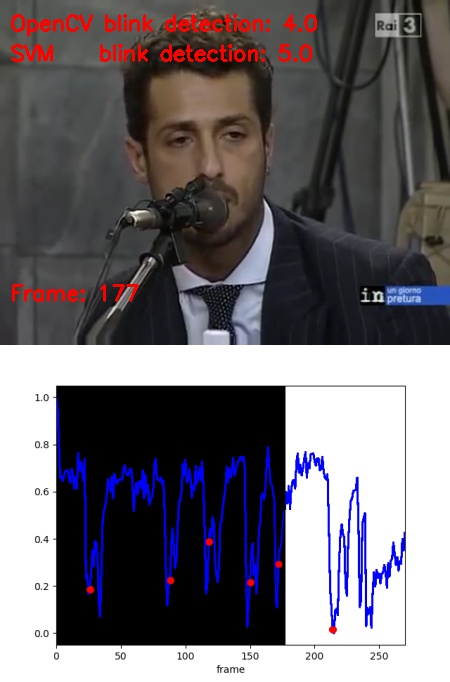 OpenCV blink detection: 4.0
Rai 3
SVM blink detection: 5.0
Frame: 177
in un giorno
pretura
1.0
0.8
0.6
0.4
0.2
0.0
0 50 100 150 200 250
frame